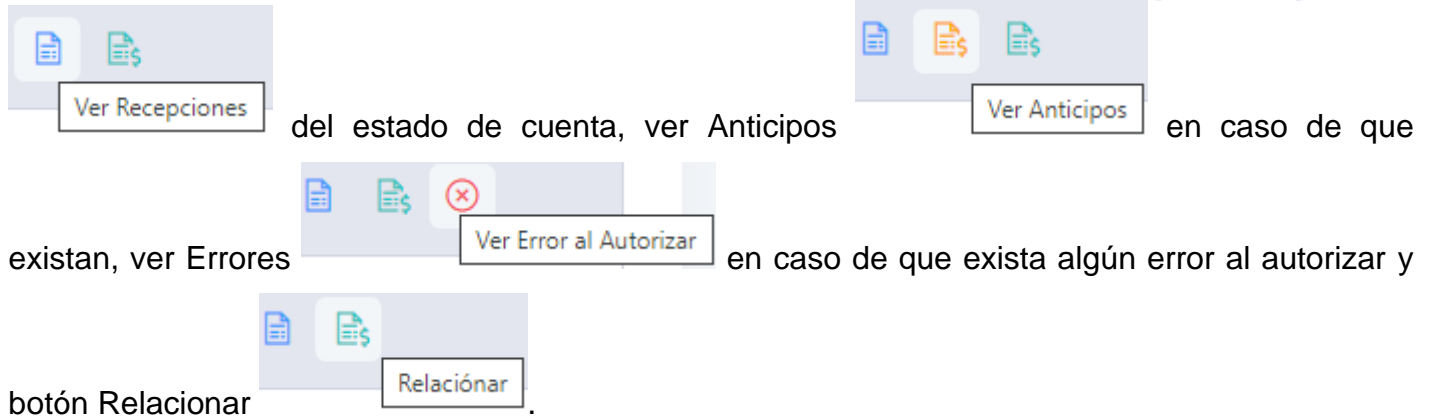 Ver Recepciones del estado de cuenta, ver Anticipos Ver Anticipos en caso de que
existan, ver Errores Ver Error al Autorizar en caso de que exista algún error al autorizar y
botón Relacionar Relaciónar .